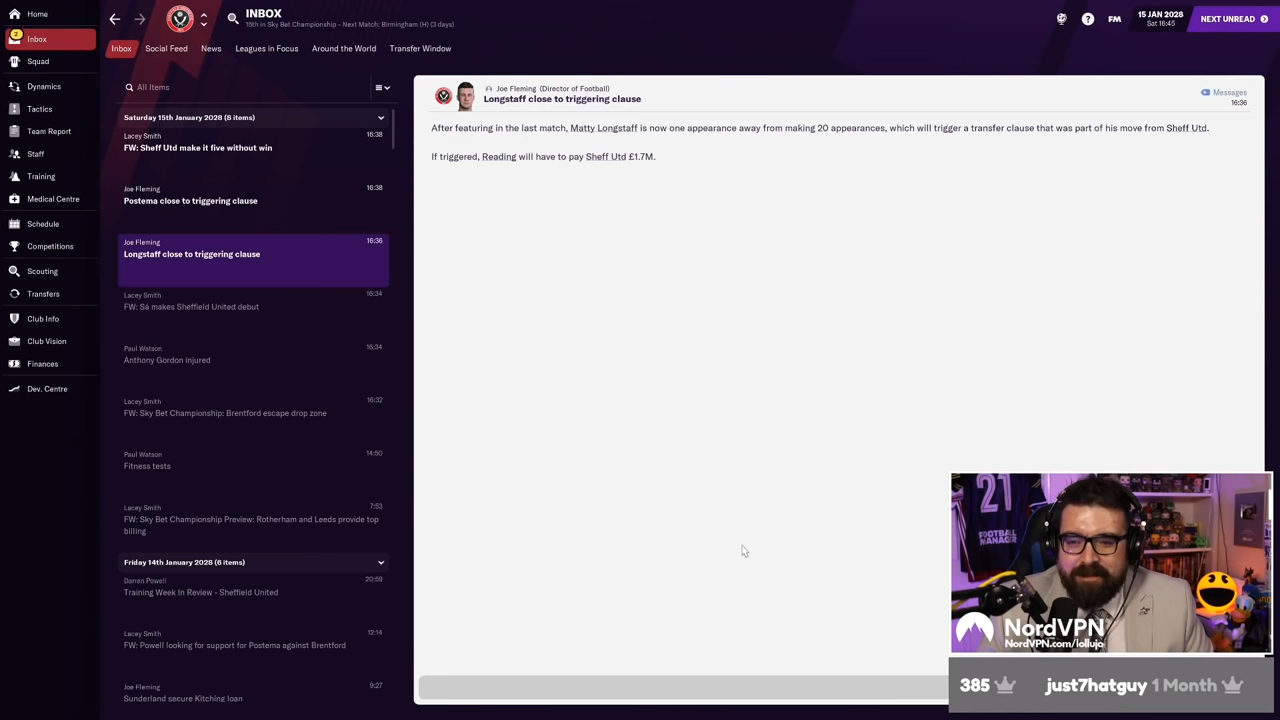 Home
2
Inbox
Squad
Dynamics
Tactics
Team Report
Staff
Training
Medical Centre
Schedule
Competitions
Scouting
Transfers
Club Info
Club Vision
Finances
Dev. Centre
INBOX
15th in Sky Bet Championship - Next Match: Birmingham (H) (3 days)
FM
15 JAN 2028
Sat 16:45
NEXT UNREAD
Inbox Social Feed News Leagues in Focus Around the World Transfer Window
All Items
Saturday 15th January 2028 (8 items)
Lacey Smith 16:38
FW: Sheff Utd make it five without win
Joe Fleming 16:38
Postema close to triggering clause
Joe Fleming 16:36
Longstaff close to triggering clause
Lacey Smith 16:34
FW: Sá makes Sheffield United debut
Paul Watson 16:34
Anthony Gordon injured
Lacey Smith 16:32
FW: Sky Bet Championship: Brentford escape drop zone
Paul Watson 14:50
Fitness tests
Lacey Smith 7:53
FW: Sky Bet Championship Preview: Rotherham and Leeds provide top
billing
Friday 14th January 2028 (6 items)
Darren Powell 20:59
Training Week In Review - Sheffield United
Lacey Smith 12:14
FW: Powell looking for support for Postema against Brentford
Joe Fleming 9:27
Sunderland secure Kitching loan
Joe Fleming (Director of Football)
Longstaff close to triggering clause
Messages
16:36
After featuring in the last match, Matty Longstaff is now one appearance away from making 20 appearances, which will trigger a transfer clause that was part of his move from Sheff Utd.
If triggered, Reading will have to pay Sheff Utd £1.7M.
21
FOOTBALL
MANAGER
NordVPN
NordVPN.com/lollujo
385 just7hatguy 1 Month